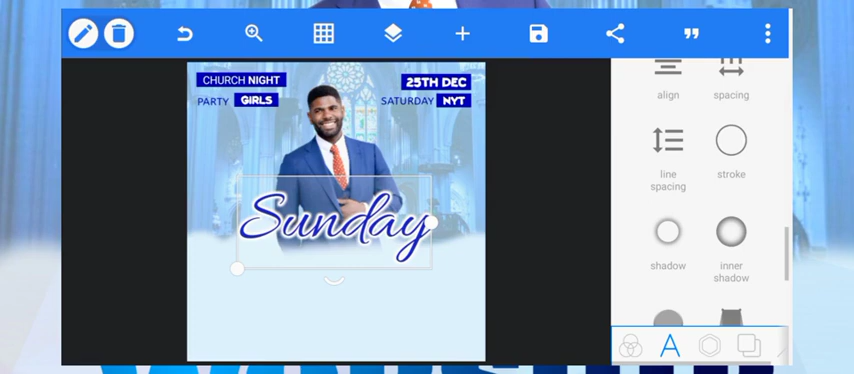 CHURCH NIGHT
PARTY GIRLS
25TH DEC
SATURDAY NYT
Sunday
align spacing
line spacing stroke
shadow inner shadow